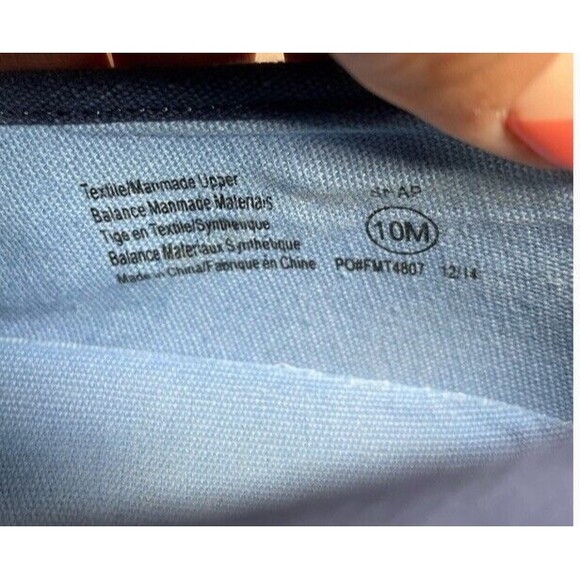 Textile/Manmade Upper
Balance Manmade Materials
Tige en Textile/Synthetique
Balance Materiaux Synthetique
Made in China/Fabrique en Chine
AP
10M
PO#FMT4807 12/14